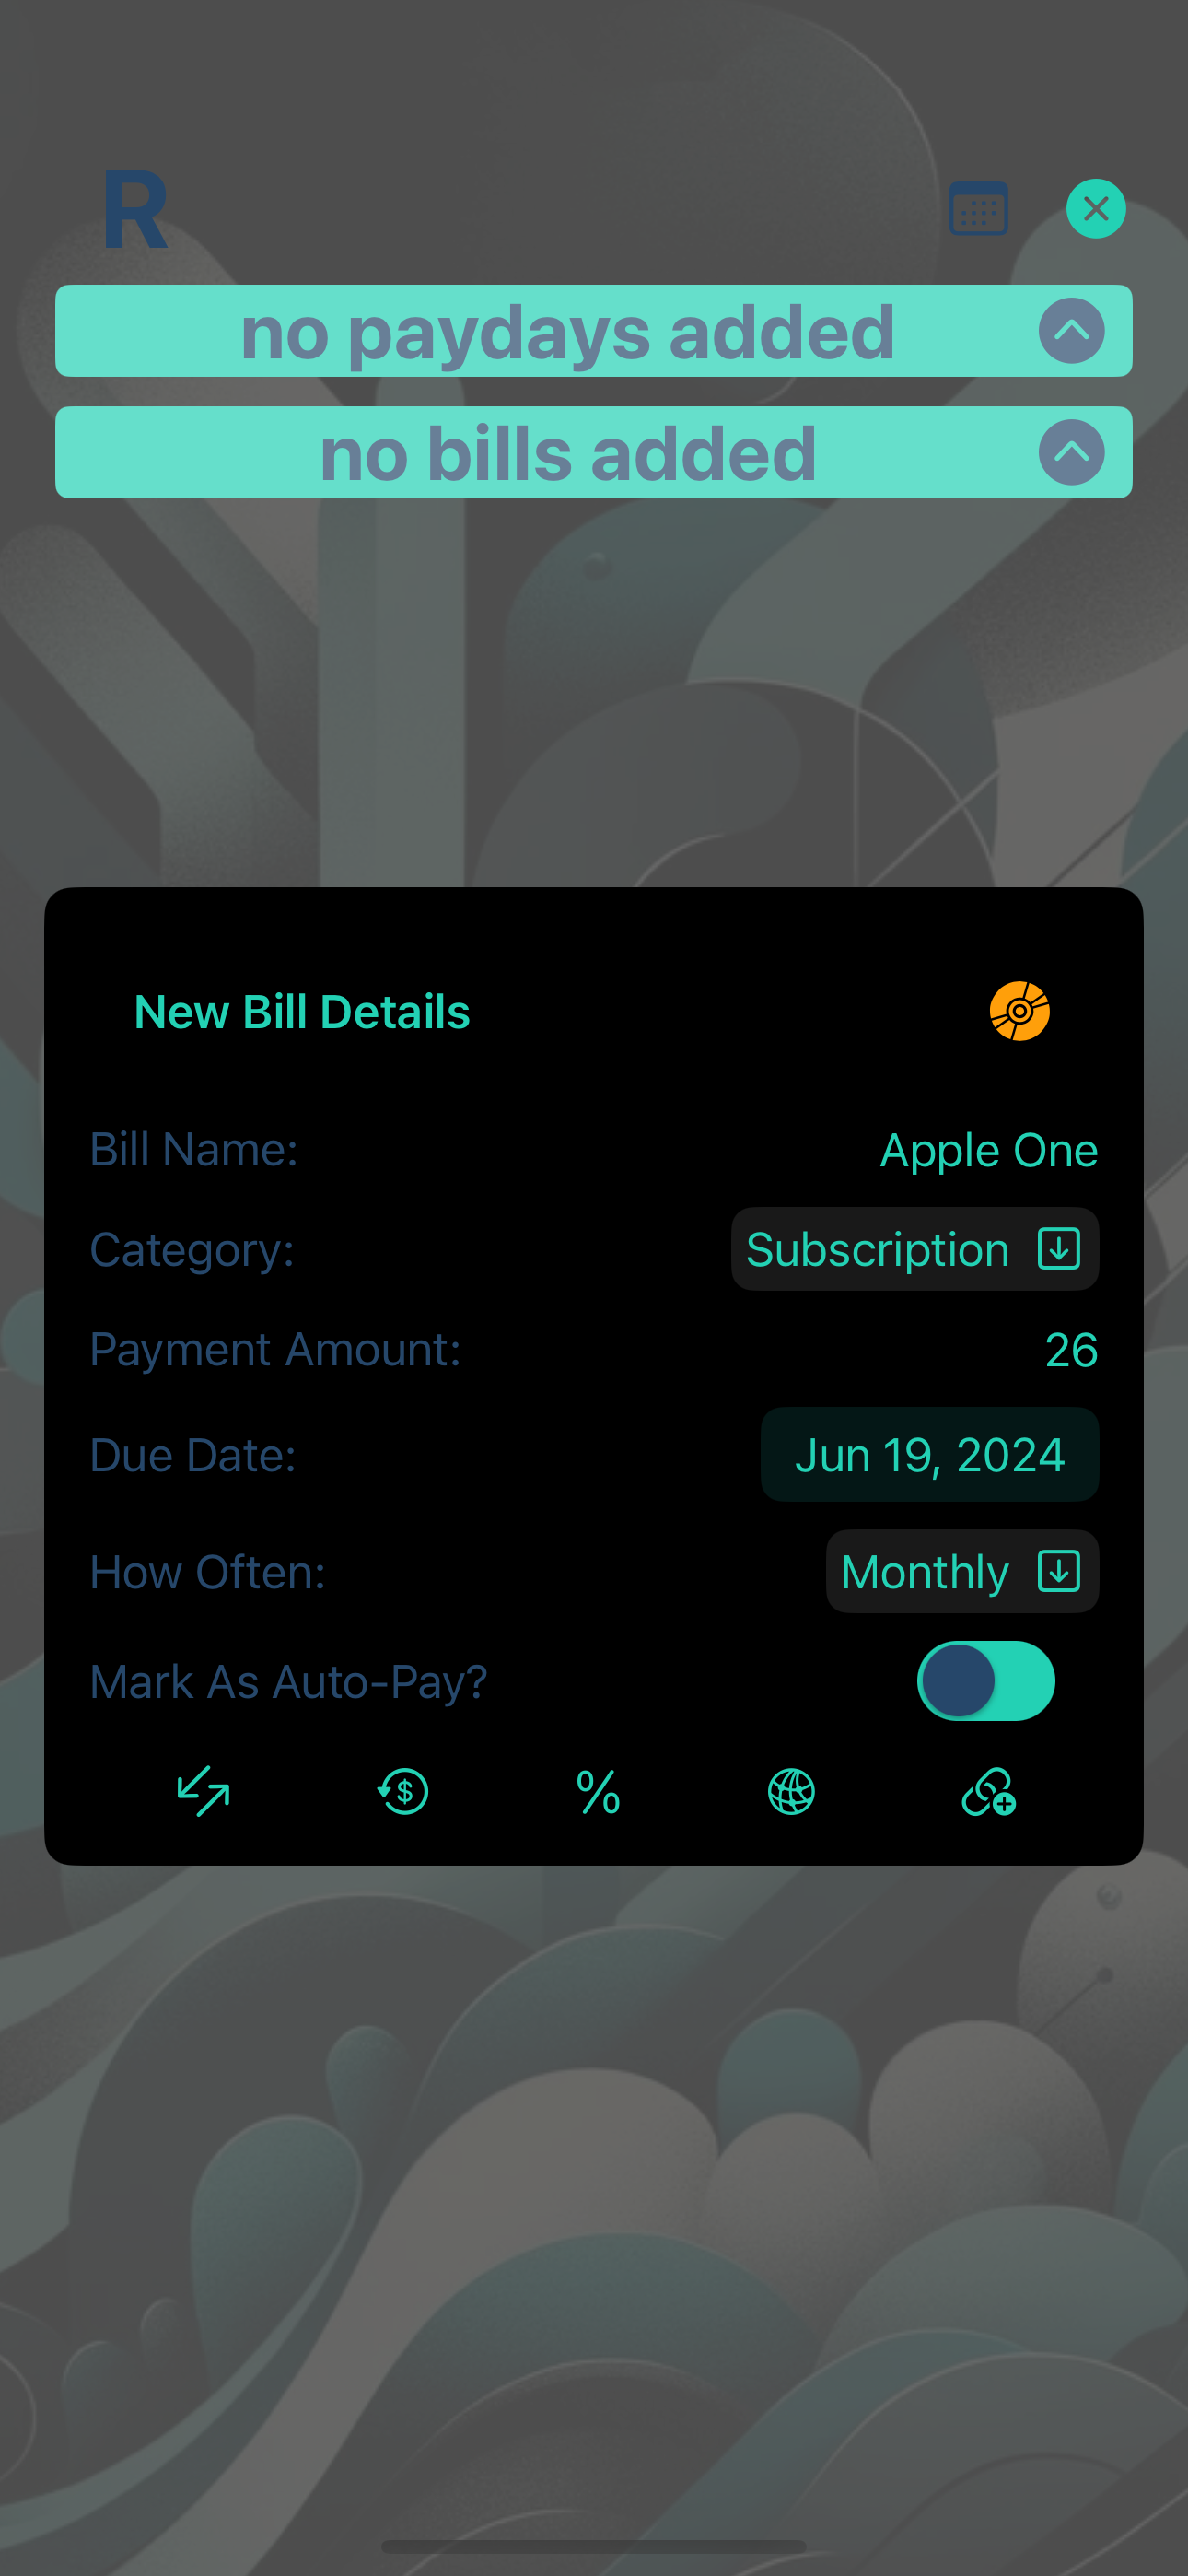 R
no paydays added
no bills added
New Bill Details
Bill Name: Apple One
Category: Subscription
Payment Amount: 26
Due Date: Jun 19, 2024
How Often: Monthly
Mark As Auto-Pay?
$ %